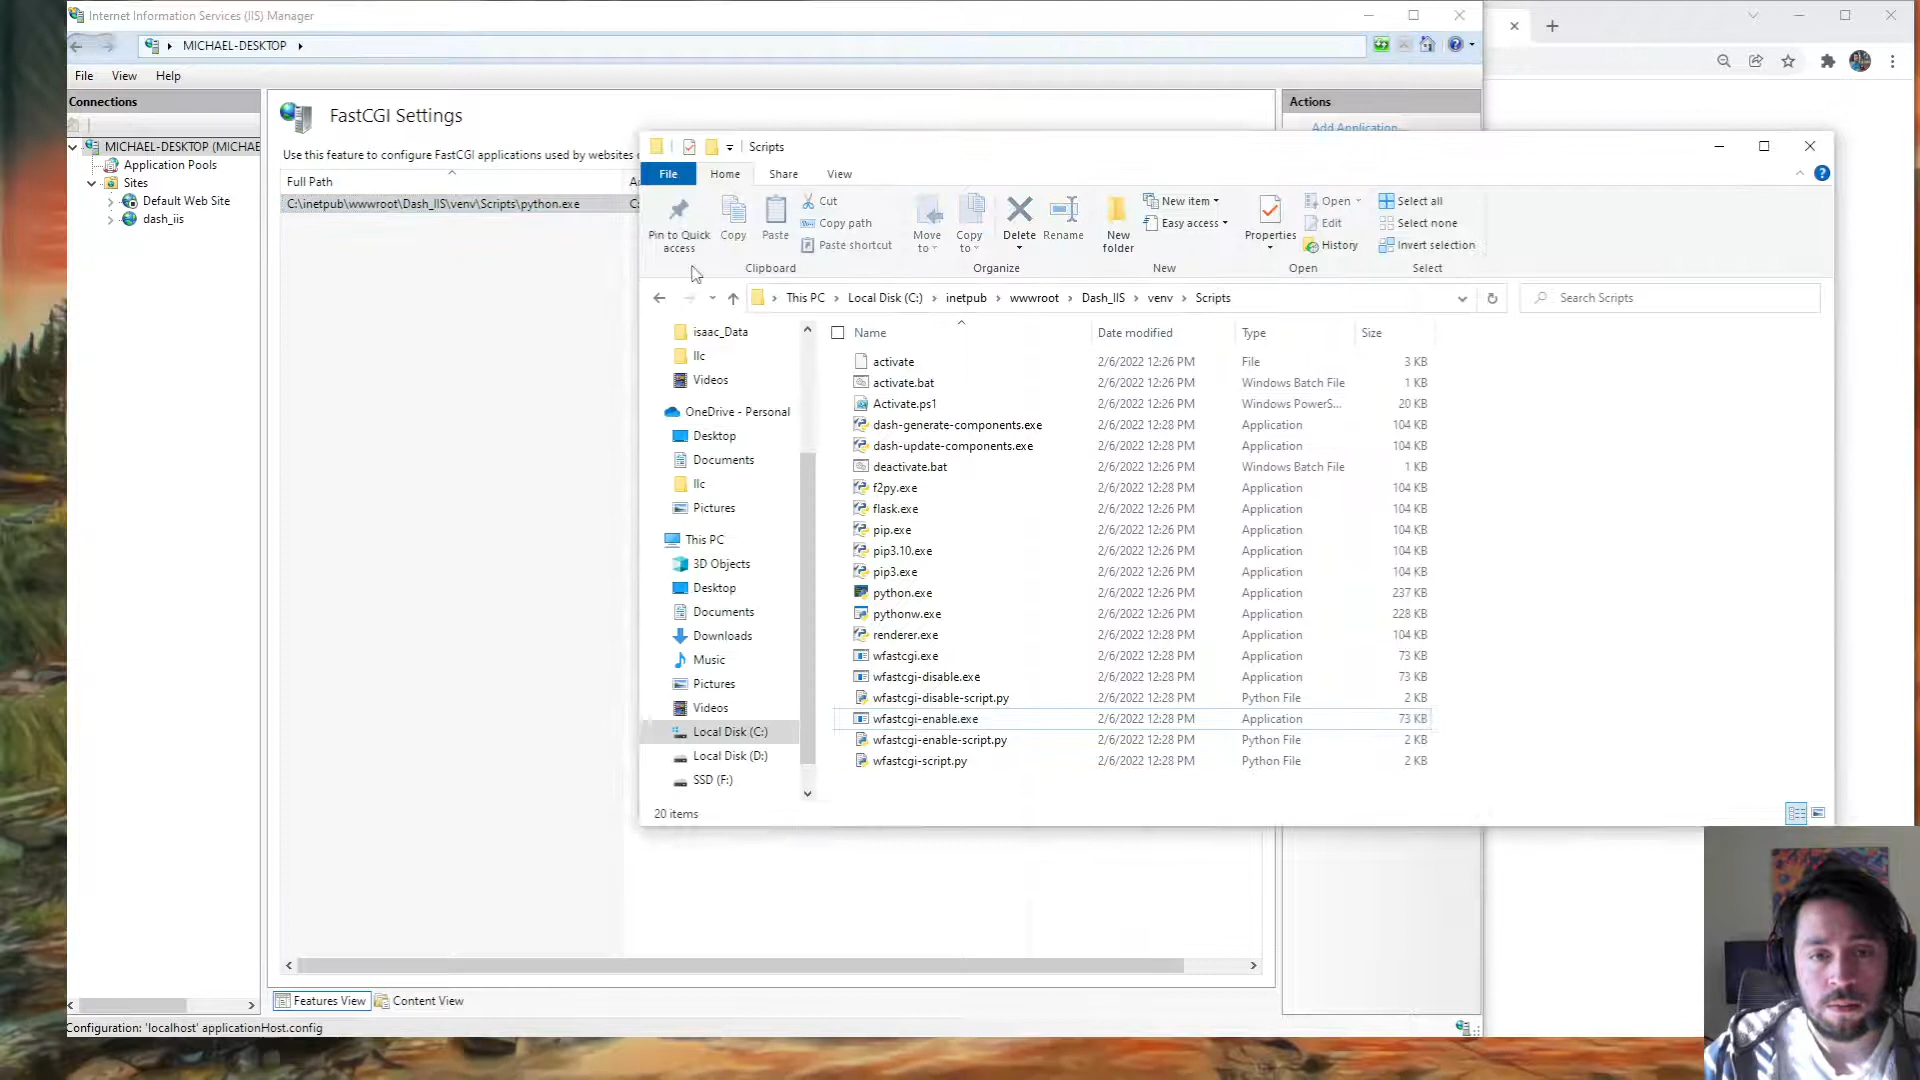 Internet Information Services (IIS) Manager
MICHAEL-DESKTOP
File View Help
Connections
MICHAEL-DESKTOP (MICHAE
Application Pools
Sites
Default Web Site
dash_iis
FastCGI Settings
Use this feature to configure FastCGI applications used by websites
Full Path
C:\inetpub\wwwroot\Dash_IIS\venv\Scripts\python.exe C:
Actions
Add Application...
Scripts
File Home Share View
Pin to Quick access
Copy
Paste
Cut
Copy path
Paste shortcut
Clipboard
Move to
Copy to
Delete
Rename
Organize
New folder
New item
Easy access
New
Properties
Open
Edit
History
Open
Select all
Select none
Invert selection
Select
This PC Local Disk (C:) inetpub wwwroot Dash_IIS venv Scripts
Search Scripts
isaac_Data
llc
Videos
OneDrive - Personal
Desktop
Documents
llc
Pictures
This PC
3D Objects
Desktop
Documents
Downloads
Music
Pictures
Videos
Local Disk (C:)
Local Disk (D:)
SSD (F:)
Name Date modified Type Size
activate 2/6/2022 12:26 PM File 3 KB
activate.bat 2/6/2022 12:26 PM Windows Batch File 1 KB
Activate.ps1 2/6/2022 12:26 PM Windows PowerS... 20 KB
dash-generate-components.exe 2/6/2022 12:28 PM Application 104 KB
dash-update-components.exe 2/6/2022 12:28 PM Application 104 KB
deactivate.bat 2/6/2022 12:26 PM Windows Batch File 1 KB
f2py.exe 2/6/2022 12:28 PM Application 104 KB
flask.exe 2/6/2022 12:28 PM Application 104 KB
pip.exe 2/6/2022 12:26 PM Application 104 KB
pip3.10.exe 2/6/2022 12:26 PM Application 104 KB
pip3.exe 2/6/2022 12:26 PM Application 104 KB
python.exe 2/6/2022 12:26 PM Application 237 KB
pythonw.exe 2/6/2022 12:26 PM Application 228 KB
renderer.exe 2/6/2022 12:28 PM Application 104 KB
wfastcgi.exe 2/6/2022 12:28 PM Application 73 KB
wfastcgi-disable.exe 2/6/2022 12:28 PM Application 73 KB
wfastcgi-disable-script.py 2/6/2022 12:28 PM Python File 2 KB
wfastcgi-enable.exe 2/6/2022 12:28 PM Application 73 KB
wfastcgi-enable-script.py 2/6/2022 12:28 PM Python File 2 KB
wfastcgi-script.py 2/6/2022 12:28 PM Python File 2 KB
20 items
Features View Content View
Configuration: 'localhost' applicationHost.config